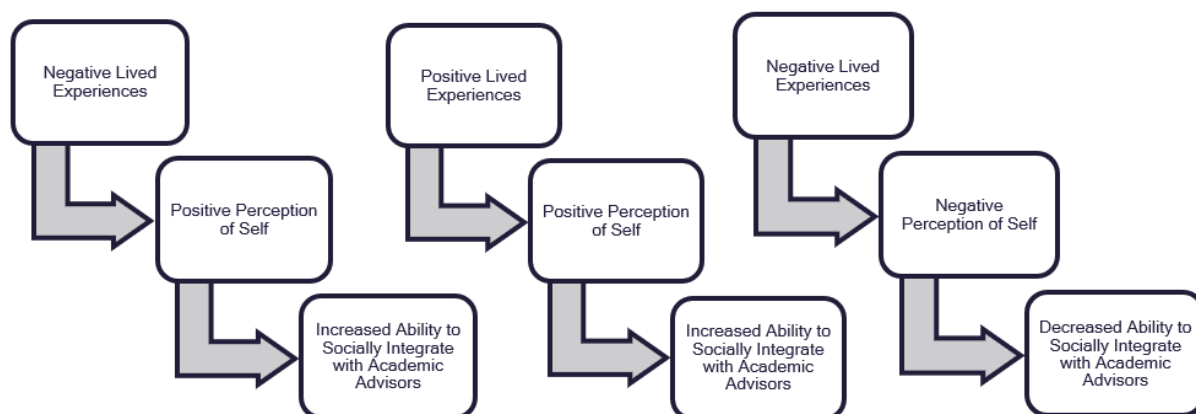 Negative Lived
Experiences
Positive Perception
of Self
Increased Ability to
Socially Integrate
with Academic
Advisors
Positive Lived
Experiences
Positive Perception
of Self
Increased Ability to
Socially Integrate
with Academic
Advisors
Negative Lived
Experiences
Negative
Perception of Self
Decreased Ability to
Socially Integrate
with Academic
Advisors